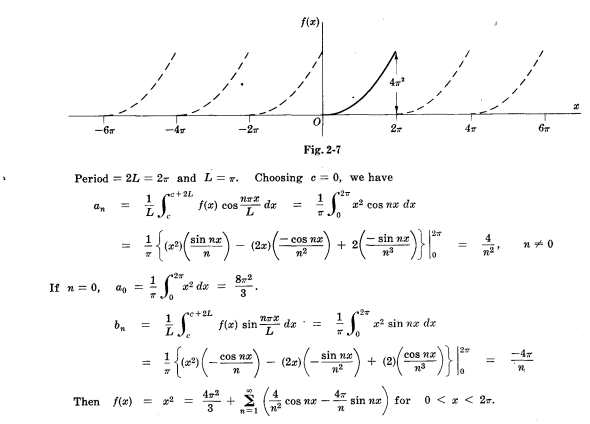 f(x)
4π²
x
−6π −4π −2π O 2π 4π 6π
Fig. 2-7
Period = 2L = 2π and L = π. Choosing c = 0, we have
aₙ = 1/L ∫_c^{c+2L} f(x) cos nπx/L dx = 1/π ∫_0^{2π} x² cos nx dx
= 1/π {(x²)(sin nx/n) − (2x)(−cos nx/n²) + 2(−sin nx/n³)} |_0^{2π} = 4/n², n ≠ 0
If n = 0, a₀ = 1/π ∫_0^{2π} x² dx = 8π²/3.
bₙ = 1/L ∫_c^{c+2L} f(x) sin nπx/L dx = 1/π ∫_0^{2π} x² sin nx dx
= 1/π {(x²)(−cos nx/n) − (2x)(−sin nx/n²) + (2)(cos nx/n³)} |_0^{2π} = −4π/n
Then f(x) = x² = 4π²/3 + Σ_{n=1}^{∞} (4/n² cos nx − 4π/n sin nx) for 0 < x < 2π.